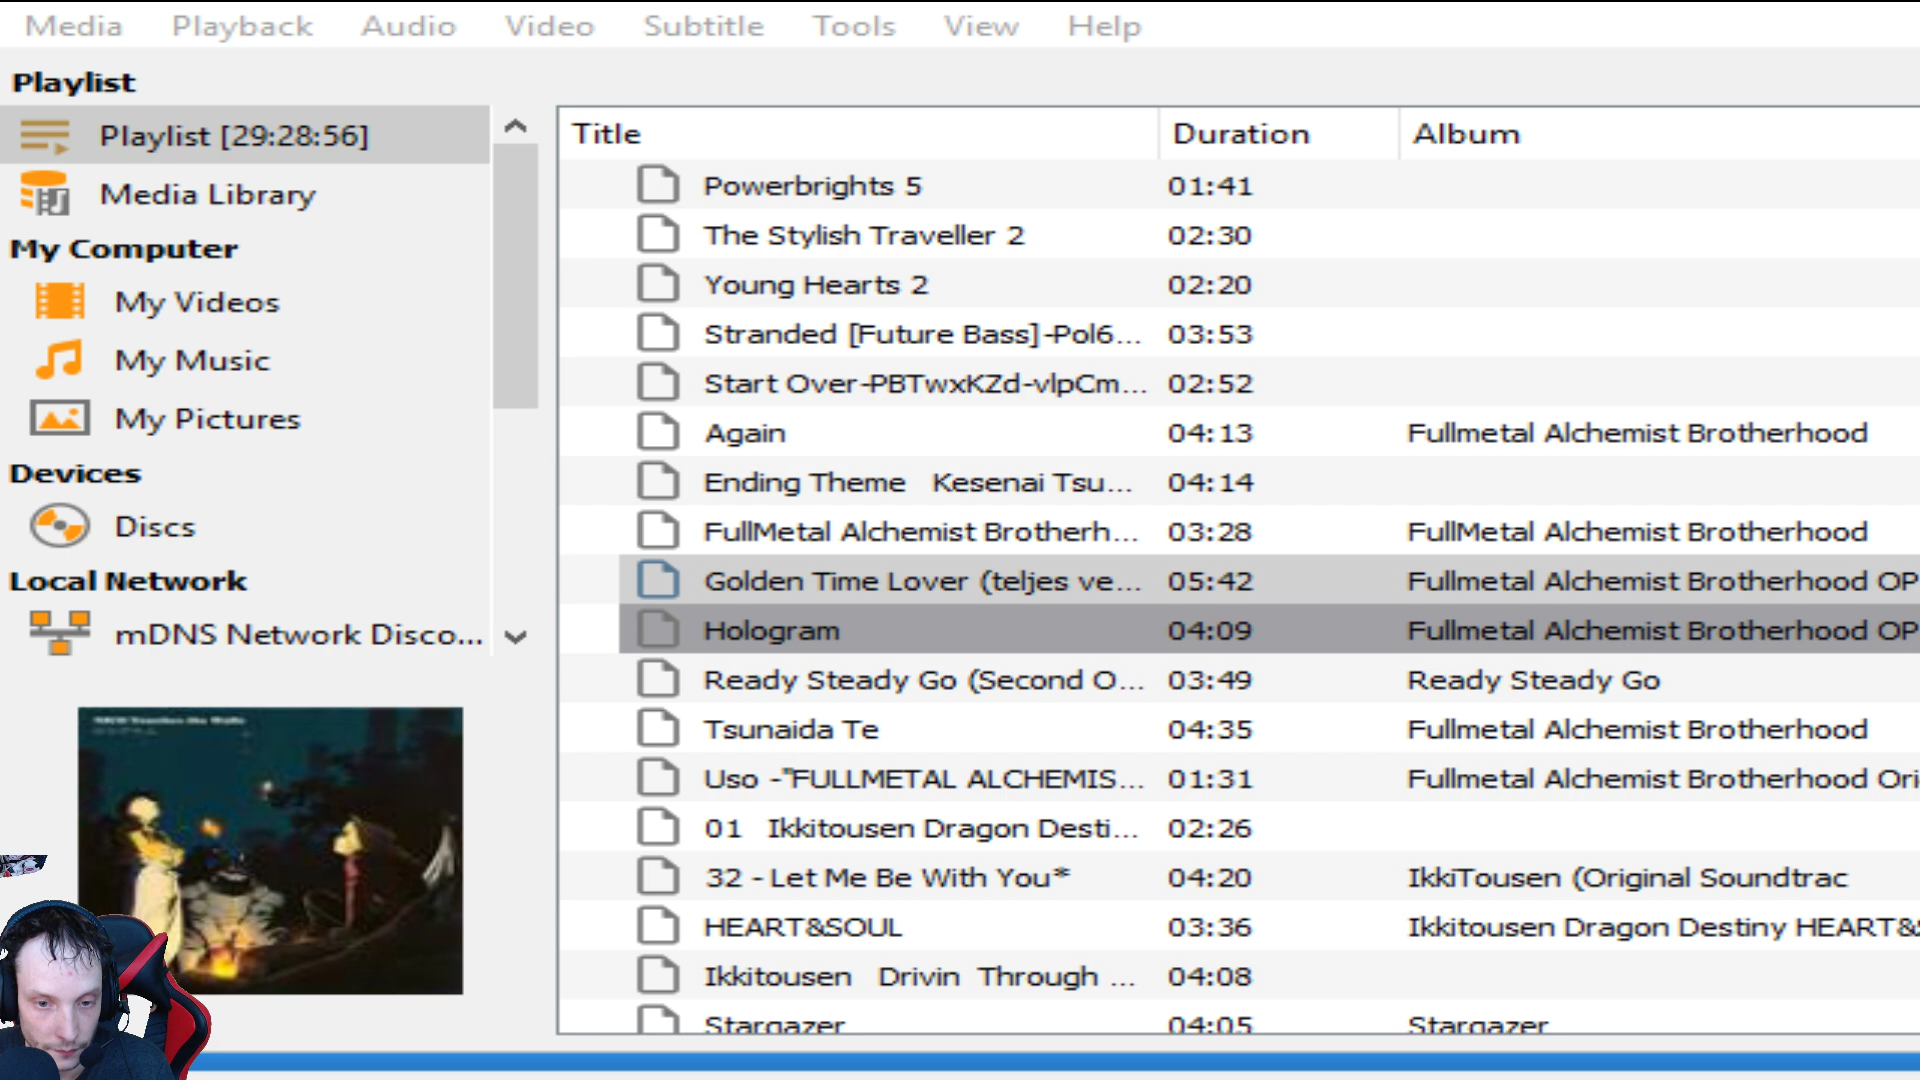 Media Playback Audio Video Subtitle Tools View Help
Playlist
Playlist [29:28:56]
Media Library
My Computer
My Videos
My Music
My Pictures
Devices
Discs
Local Network
mDNS Network Disco...
Title Duration Album
Powerbrights 5 01:41
The Stylish Traveller 2 02:30
Young Hearts 2 02:20
Stranded [Future Bass]-Pol6... 03:53
Start Over-PBTwxKZd-vlpCm... 02:52
Again 04:13 Fullmetal Alchemist Brotherhood
Ending Theme Kesenai Tsu... 04:14
FullMetal Alchemist Brotherh... 03:28 FullMetal Alchemist Brotherhood
Golden Time Lover (teljes ve... 05:42 Fullmetal Alchemist Brotherhood OP
Hologram 04:09 Fullmetal Alchemist Brotherhood OP
Ready Steady Go (Second O... 03:49 Ready Steady Go
Tsunaida Te 04:35 Fullmetal Alchemist Brotherhood
Uso -"FULLMETAL ALCHEMIS... 01:31 Fullmetal Alchemist Brotherhood Ori
01 Ikkitousen Dragon Desti... 02:26
32 - Let Me Be With You* 04:20 IkkiTousen (Original Soundtrac
HEART&SOUL 03:36 Ikkitousen Dragon Destiny HEART&
Ikkitousen Drivin Through ... 04:08
Stargazer 04:05 Stargazer